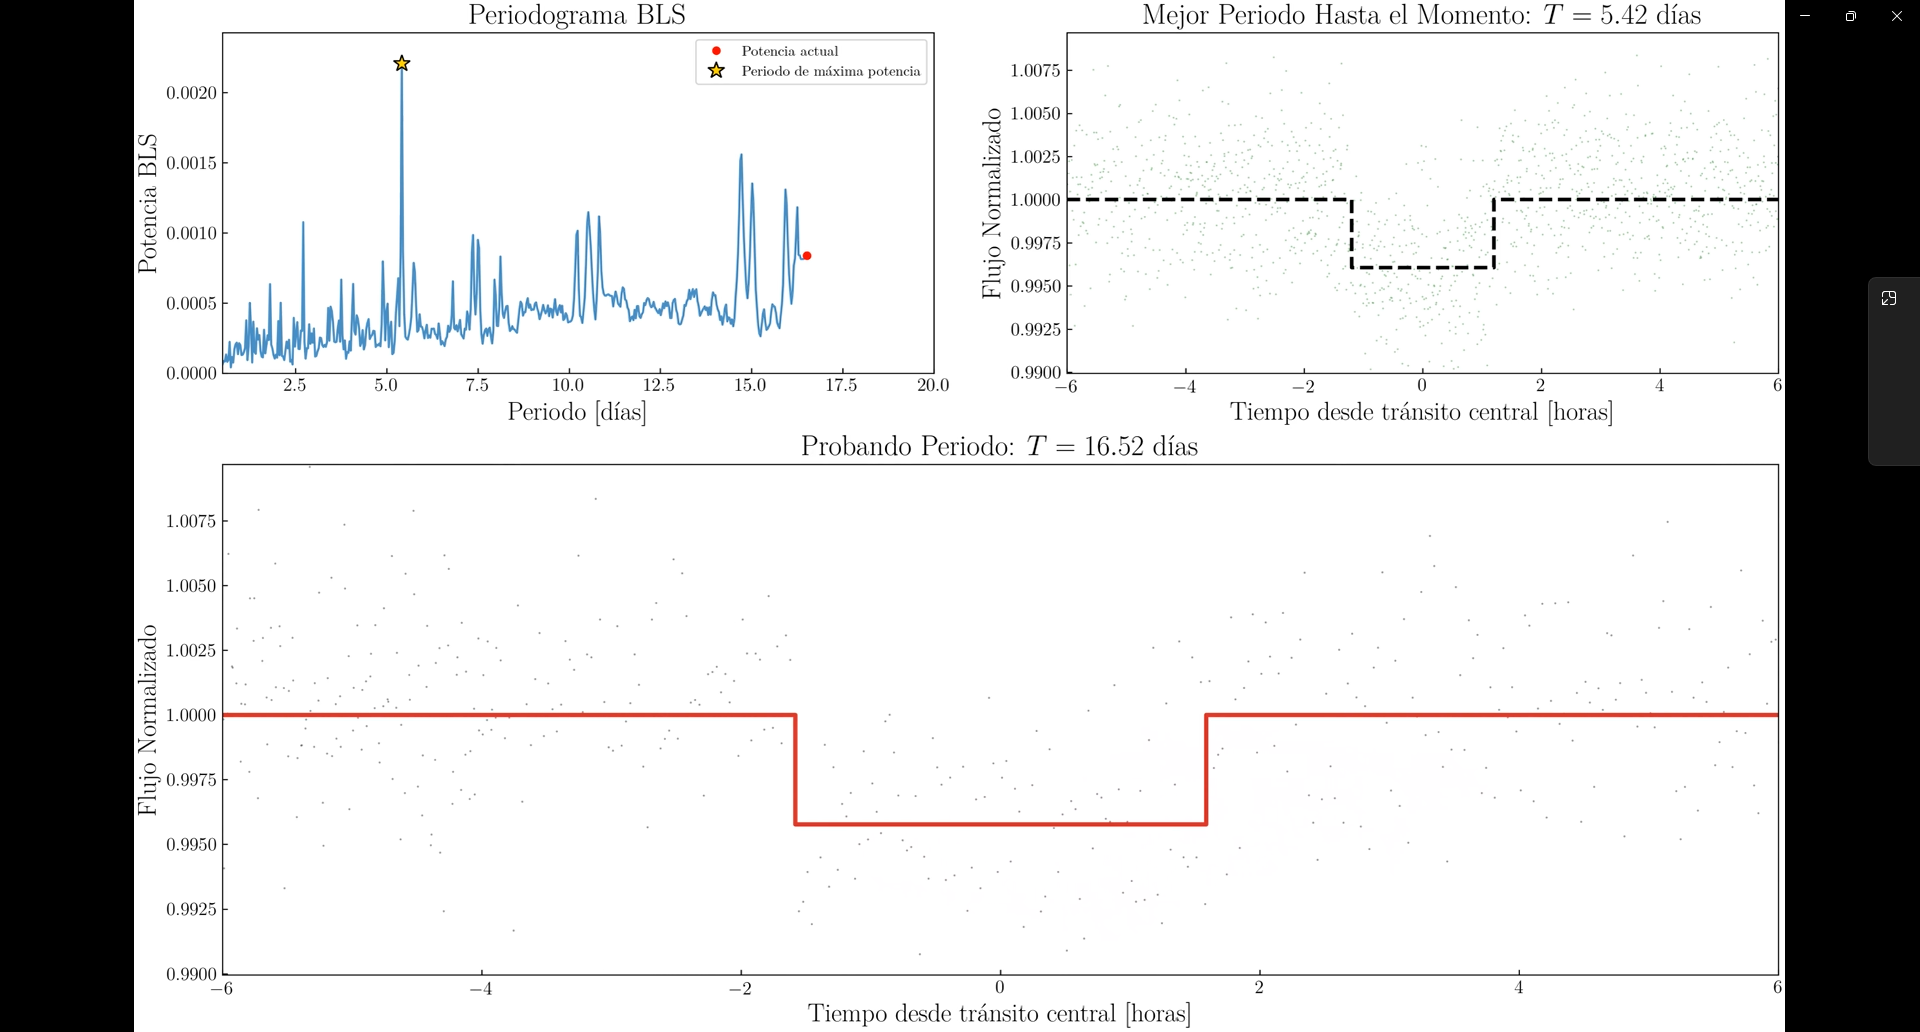 Periodograma BLS
Potencia actual
Periodo de máxima potencia
0.0020
0.0015
0.0010
0.0005
0.0000
Potencia BLS
2.5 5.0 7.5 10.0 12.5 15.0 17.5 20.0
Periodo [días]
Mejor Periodo Hasta el Momento: T = 5.42 días
1.0075
1.0050
1.0025
1.0000
0.9975
0.9950
0.9925
0.9900
Flujo Normalizado
−6 −4 −2 0 2 4 6
Tiempo desde tránsito central [horas]
Probando Periodo: T = 16.52 días
1.0075
1.0050
1.0025
1.0000
0.9975
0.9950
0.9925
0.9900
Flujo Normalizado
−6 −4 −2 0 2 4 6
Tiempo desde tránsito central [horas]